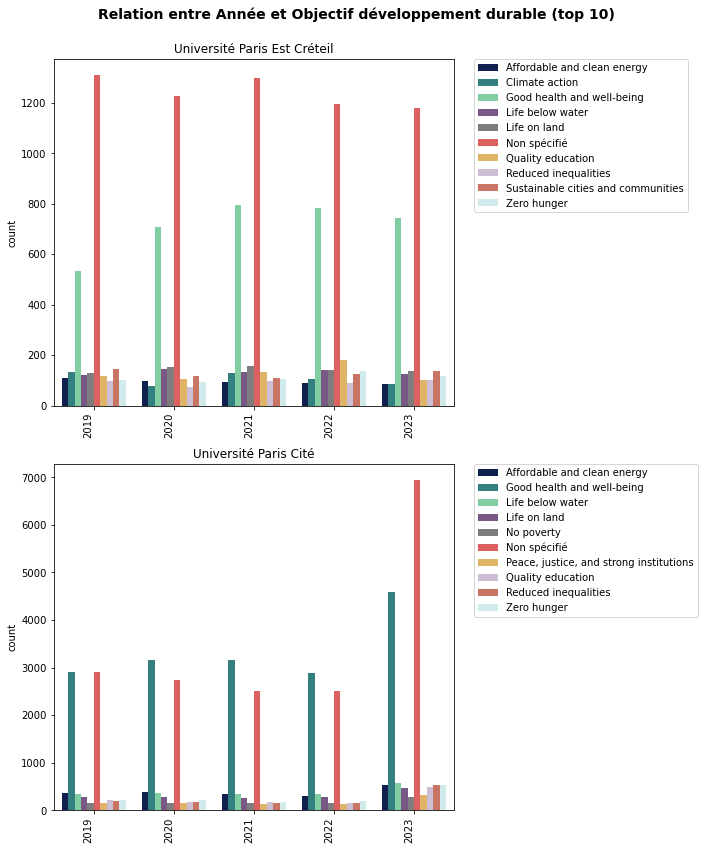 Relation entre Année et Objectif développement durable (top 10)
Université Paris Est Créteil
1200
1000
800
600
400
200
0
count
2019
2020
2021
2022
2023
Affordable and clean energy
Climate action
Good health and well-being
Life below water
Life on land
Non spécifié
Quality education
Reduced inequalities
Sustainable cities and communities
Zero hunger
Université Paris Cité
7000
6000
5000
4000
3000
2000
1000
0
count
2019
2020
2021
2022
2023
Affordable and clean energy
Good health and well-being
Life below water
Life on land
No poverty
Non spécifié
Peace, justice, and strong institutions
Quality education
Reduced inequalities
Zero hunger